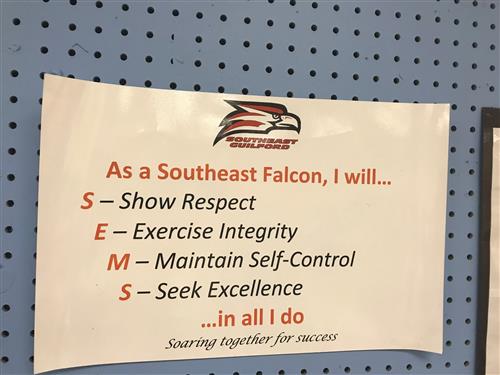 SOUTHEAST
GUILFORD
As a Southeast Falcon, I will...
S – Show Respect
E – Exercise Integrity
M – Maintain Self-Control
S – Seek Excellence
...in all I do
Soaring together for success